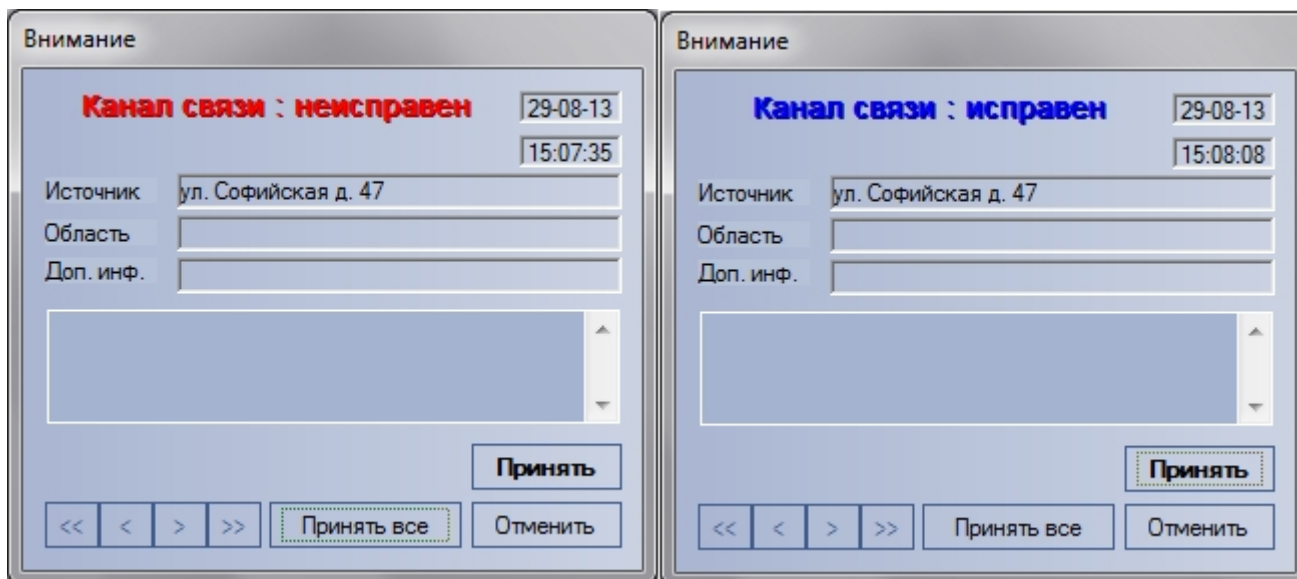 Внимание
Канал связи : неисправен
29-08-13
15:07:35
Источник ул. Софийская д. 47
Область
Доп. инф.
Принять
<< < > >> Принять все Отменить
Внимание
Канал связи : исправен
29-08-13
15:08:08
Источник ул. Софийская д. 47
Область
Доп. инф.
Принять
<< < > >> Принять все Отменить